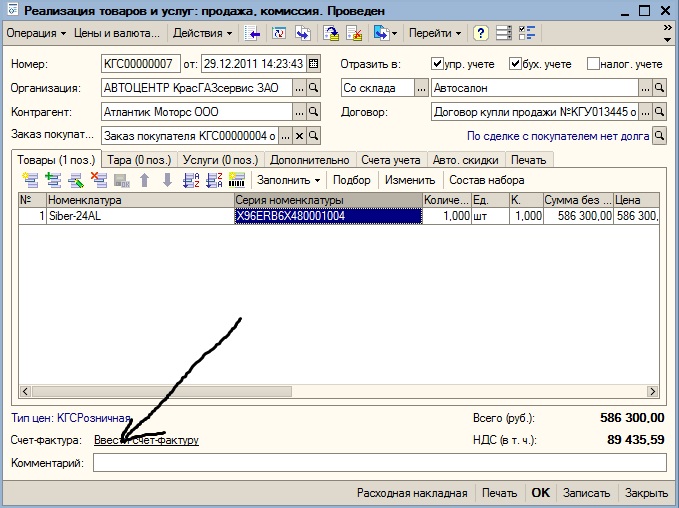 Реализация товаров и услуг: продажа, комиссия. Проведен
Операция Цены и валюта... Действия Перейти
Номер: КГС00000007 от: 29.12.2011 14:23:43 Отразить в: упр. учете бух. учете налог. учете
Организация: АВТОЦЕНТР КрасГАЗсервис ЗАО ... Со склада ... Автосалон ...
Контрагент: Атлантик Моторс ООО ... Договор: Договор купли продажи №КГУ013445 о ...
Заказ покупат... Заказ покупателя КГС00000004 о ... По сделке с покупателем нет долга
Товары (1 поз.) Тара (0 поз.) Услуги (0 поз.) Дополнительно Счета учета Авто. скидки Печать
Заполнить Подбор Изменить Состав набора
№ Номенклатура Серия номенклатуры Количе... Ед. К. Сумма без ... Цена
1 Siber-24AL X96ERB6X480001004 1,000 шт 1,000 586 300,00 586 300,
Тип цен: КГСРозничная Всего (руб.): 586 300,00
Счет-фактура: Ввести счет-фактуру НДС (в т. ч.): 89 435,59
Комментарий:
Расходная накладная Печать OK Записать Закрыть